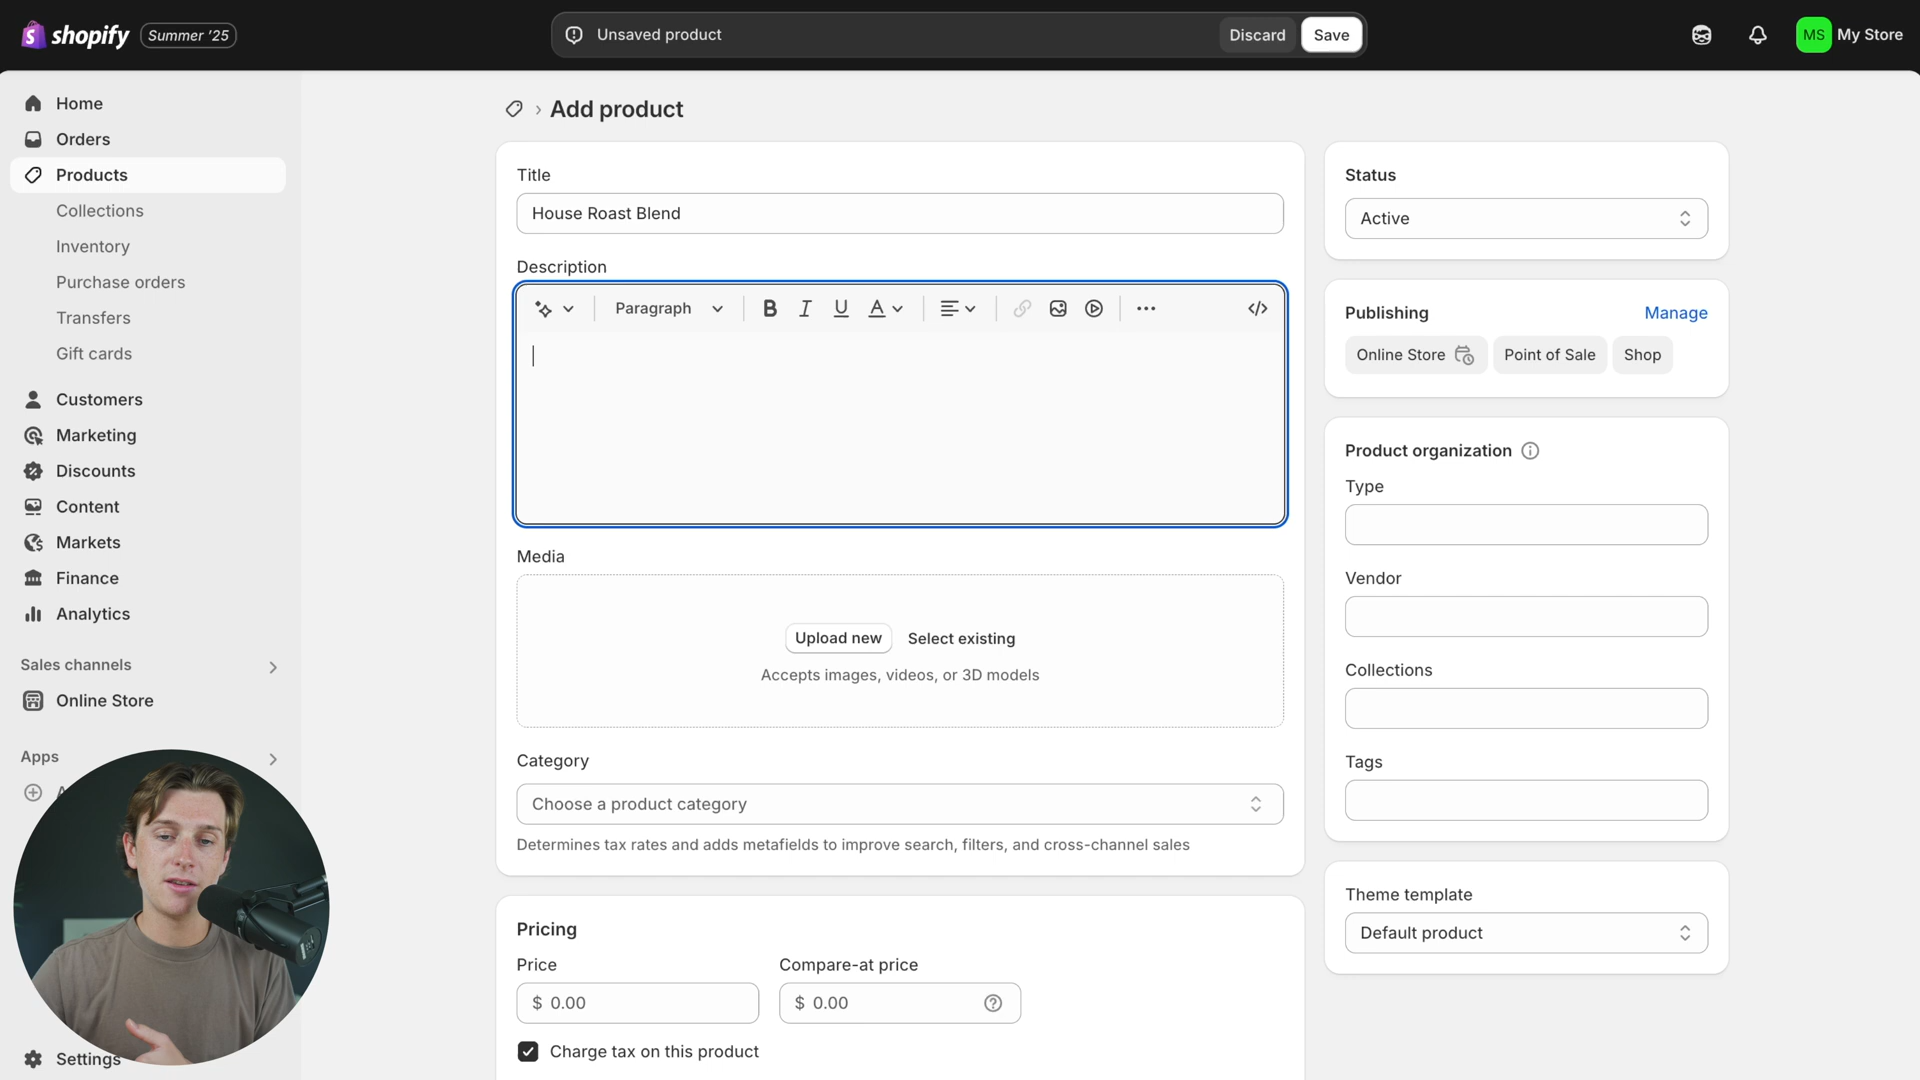 shopify
Summer '25
Unsaved product
Discard
Save
MS
My Store
Home
Orders
Products
Collections
Inventory
Purchase orders
Transfers
Gift cards
Customers
Marketing
Discounts
Content
Markets
Finance
Analytics
Sales channels
Online Store
Apps
Settings
Add product
Title
House Roast Blend
Description
Paragraph
Media
Upload new
Select existing
Accepts images, videos, or 3D models
Category
Choose a product category
Determines tax rates and adds metafields to improve search, filters, and cross-channel sales
Pricing
Price
Compare-at price
$ 0.00
$ 0.00
Charge tax on this product
Status
Active
Publishing
Manage
Online Store
Point of Sale
Shop
Product organization
Type
Vendor
Collections
Tags
Theme template
Default product